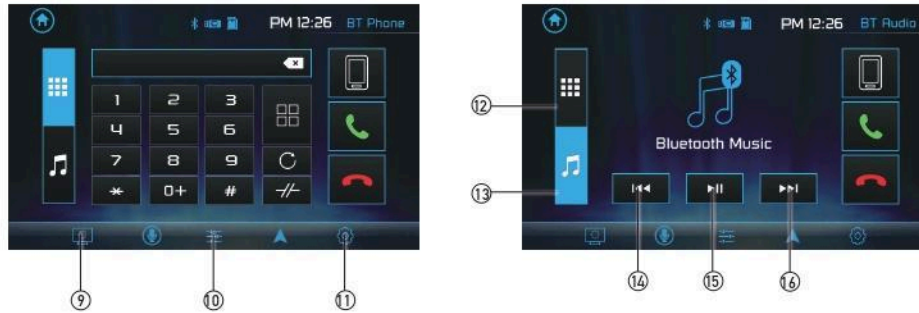 PM 12:26 BT Phone
PM 12:26 BT Audio
1 2 3
4 5 6
7 8 9
* 0+ #
Bluetooth Music
⑫
⑬
⑨ ⑩ ⑪
⑭ ⑮ ⑯